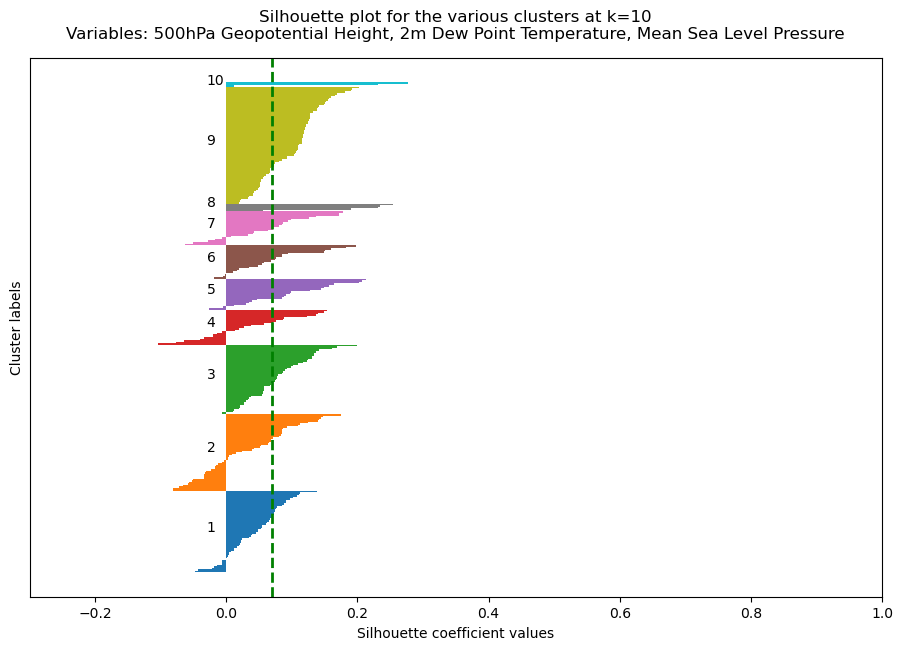 Silhouette plot for the various clusters at k=10
Variables: 500hPa Geopotential Height, 2m Dew Point Temperature, Mean Sea Level Pressure
10
9
8
7
6
5
4
3
2
1
Cluster labels
−0.2 0.0 0.2 0.4 0.6 0.8 1.0
Silhouette coefficient values